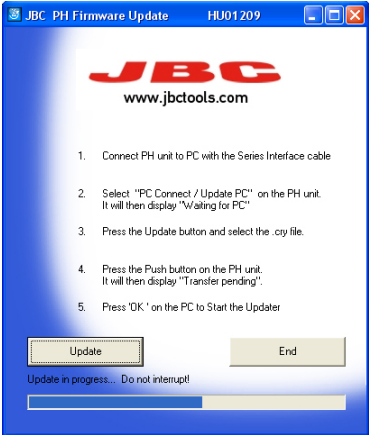 JBC PH Firmware Update HU01209
JBC
www.jbctools.com
1. Connect PH unit to PC with the Series Interface cable
2. Select "PC Connect / Update PC" on the PH unit.
It will then display "Waiting for PC"
3. Press the Update button and select the .cry file.
4. Press the Push button on the PH unit.
It will then display "Transfer pending".
5. Press 'OK ' on the PC to Start the Updater
Update End
Update in progress... Do not interrupt!